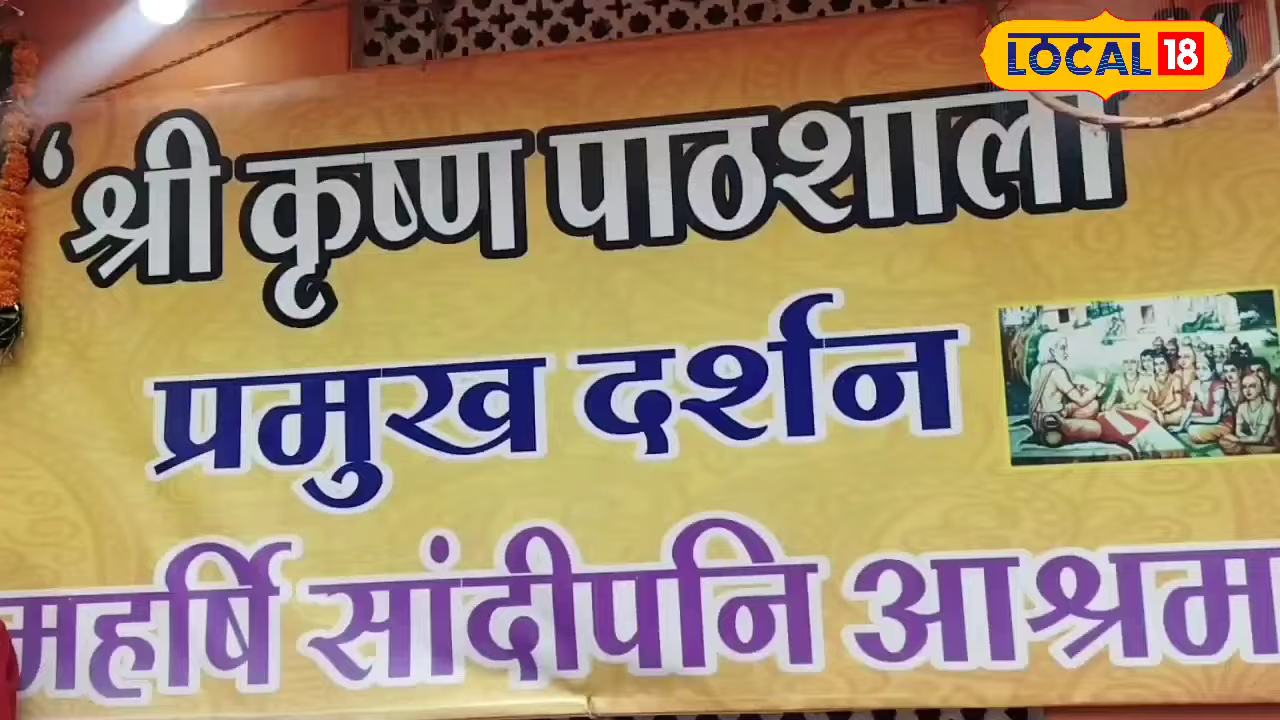 LOCAL 18
‘श्री कृष्ण पाठशाला
प्रमुख दर्शन
महर्षि सांदीपनि आश्रम